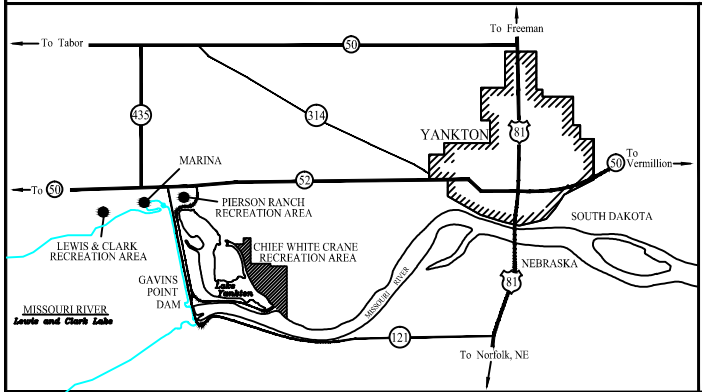 To Freeman
To Tabor
50
435
314
YANKTON
81
MARINA
To
50
Vermillion
52
To 50
PIERSON RANCH
RECREATION AREA
SOUTH DAKOTA
LEWIS & CLARK
RECREATION AREA
CHIEF WHITE CRANE
RECREATION AREA
NEBRASKA
GAVINS
POINT
DAM
Lake
Yankton
MISSOURI RIVER
81
MISSOURI RIVER
Lewis and Clark Lake
121
To Norfolk, NE